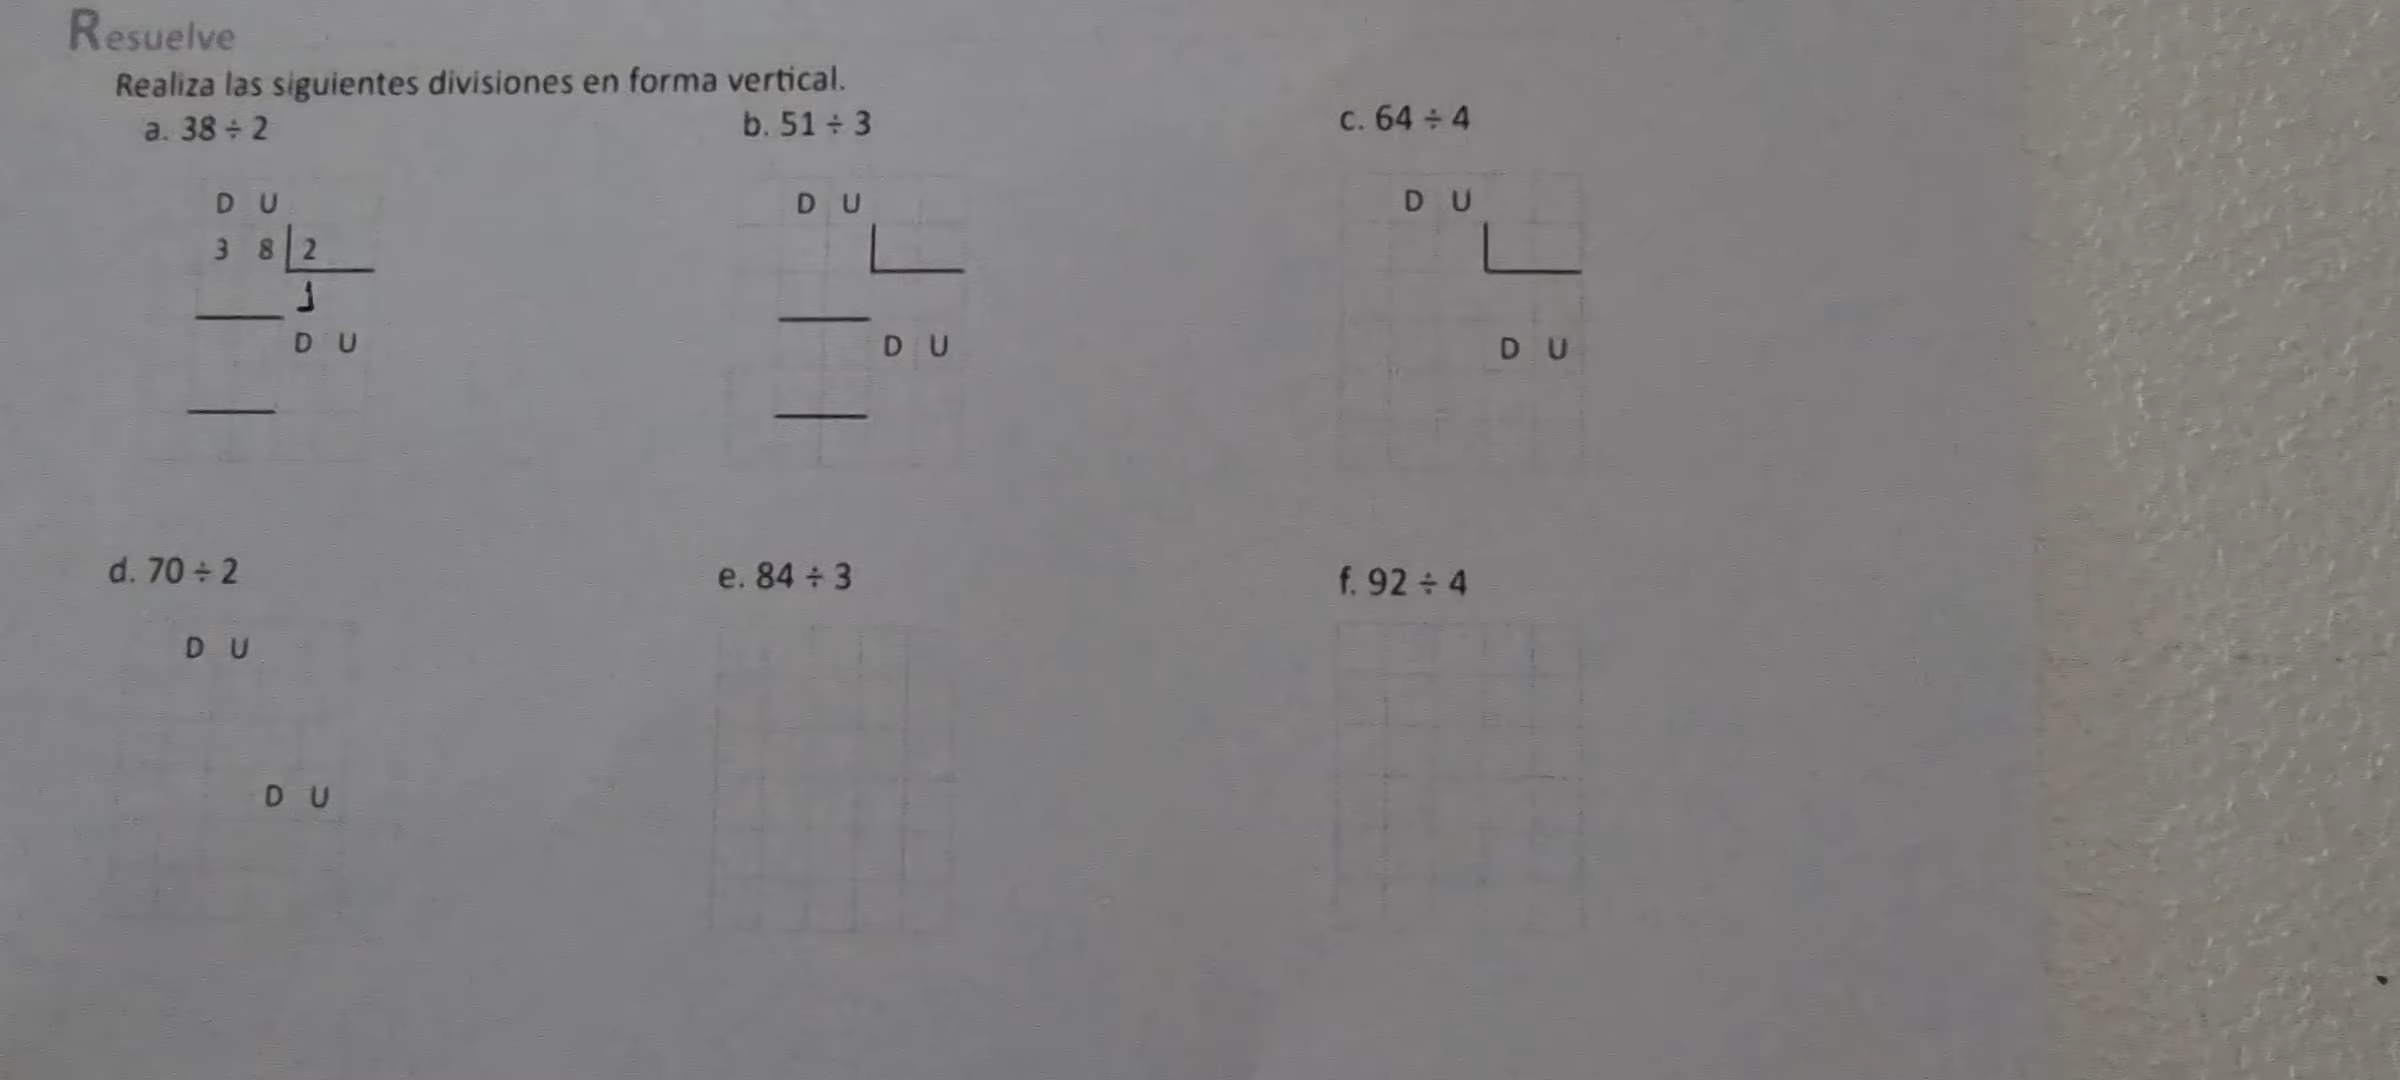 Resuelve
Realiza las siguientes divisiones en forma vertical.
a. 38 ÷ 2
b. 51 ÷ 3
c. 64 ÷ 4
D U
3 8 2
1
D U
D U
D U
D U
D U
d. 70 ÷ 2
e. 84 ÷ 3
f. 92 ÷ 4
D U
D U